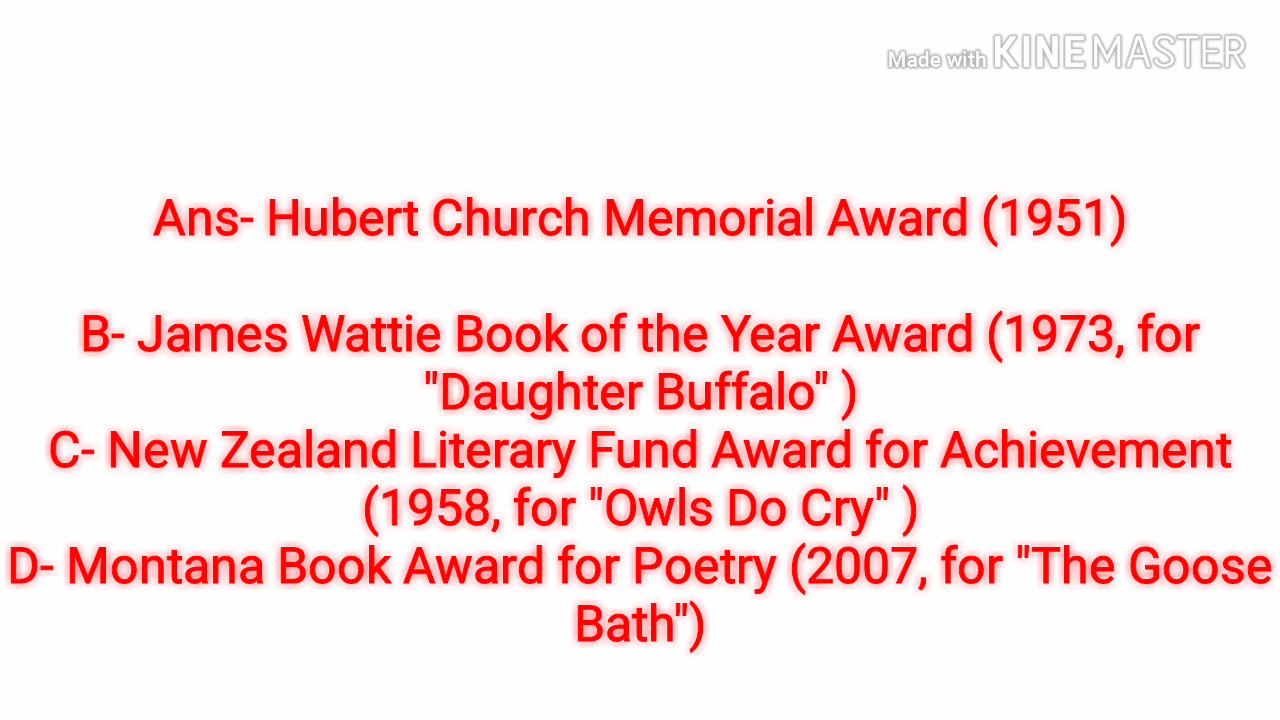 Made with KINEMASTER
Ans- Hubert Church Memorial Award (1951)
B- James Wattie Book of the Year Award (1973, for
"Daughter Buffalo" )
C- New Zealand Literary Fund Award for Achievement
(1958, for "Owls Do Cry" )
D- Montana Book Award for Poetry (2007, for "The Goose
Bath")